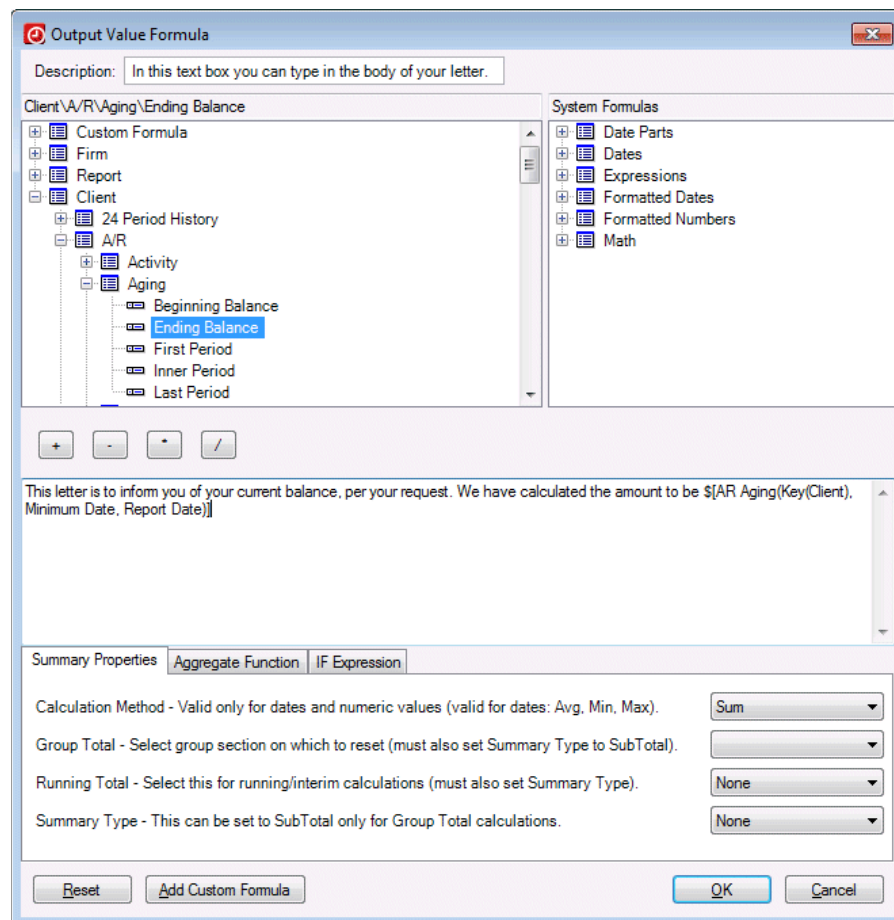 Output Value Formula
Description: In this text box you can type in the body of your letter.
Client\A/R\Aging\Ending Balance
System Formulas
Custom Formula
Firm
Report
Client
24 Period History
A/R
Activity
Aging
Beginning Balance
Ending Balance
First Period
Inner Period
Last Period
Date Parts
Dates
Expressions
Formatted Dates
Formatted Numbers
Math
+ - * /
This letter is to inform you of your current balance, per your request. We have calculated the amount to be $[AR Aging(Key(Client),
Minimum Date, Report Date)]
Summary Properties Aggregate Function IF Expression
Calculation Method - Valid only for dates and numeric values (valid for dates: Avg, Min, Max). Sum
Group Total - Select group section on which to reset (must also set Summary Type to SubTotal).
Running Total - Select this for running/interim calculations (must also set Summary Type). None
Summary Type - This can be set to SubTotal only for Group Total calculations. None
Reset Add Custom Formula OK Cancel